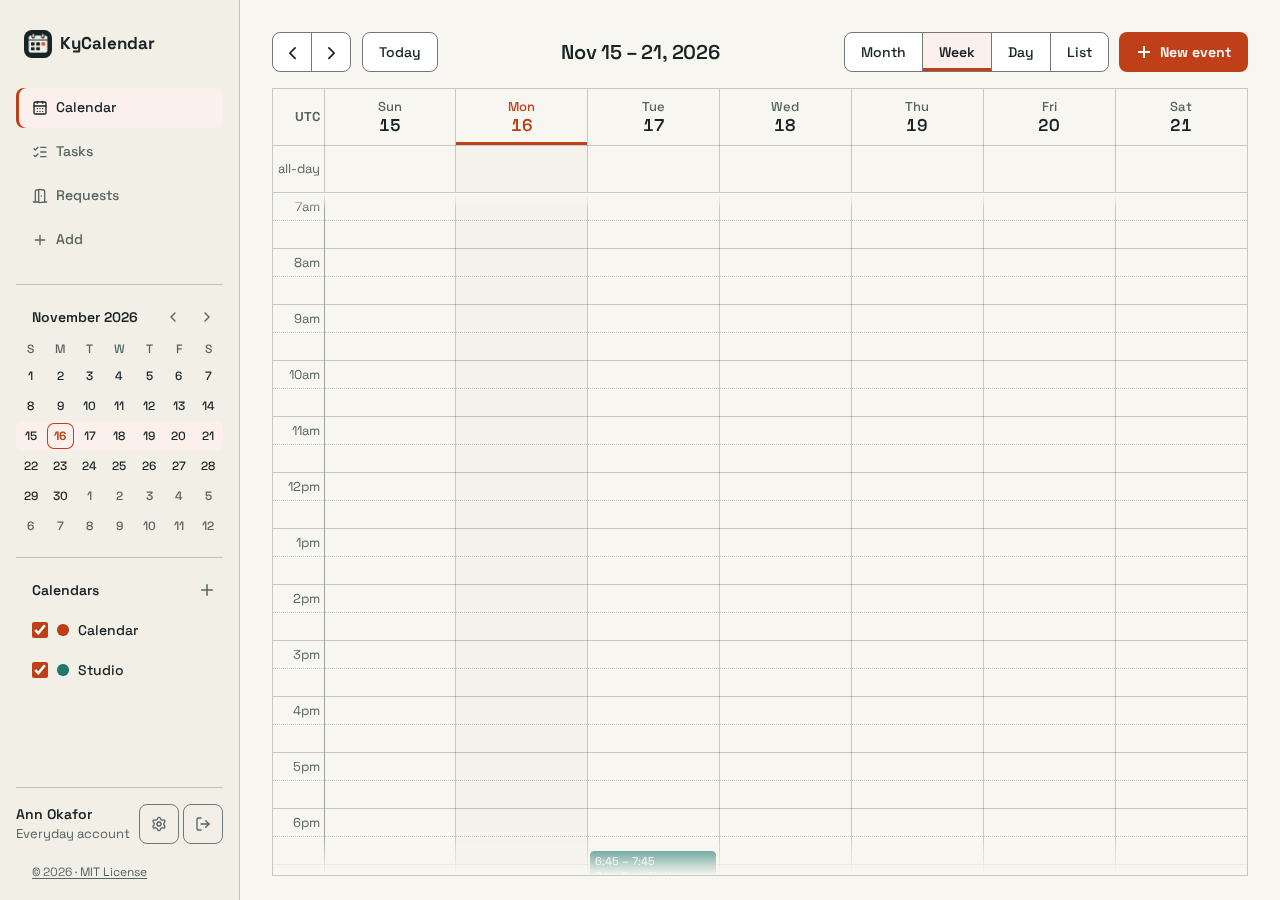 KyCalendar
Calendar
Tasks
Requests
Add
November 2026
S M T W T F S
1 2 3 4 5 6 7
8 9 10 11 12 13 14
15 16 17 18 19 20 21
22 23 24 25 26 27 28
29 30 1 2 3 4 5
6 7 8 9 10 11 12
Calendars
Calendar
Studio
Ann Okafor
Everyday account
© 2026 · MIT License
Today
Nov 15 – 21, 2026
Month Week Day List
New event
UTC
Sun 15
Mon 16
Tue 17
Wed 18
Thu 19
Fri 20
Sat 21
all-day
7am
8am
9am
10am
11am
12pm
1pm
2pm
3pm
4pm
5pm
6pm
6:45 – 7:45